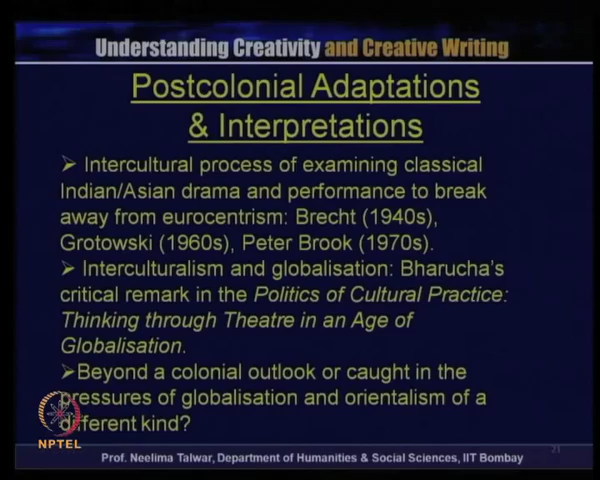 Understanding Creativity and Creative Writing
Postcolonial Adaptations
& Interpretations
➢ Intercultural process of examining classical
Indian/Asian drama and performance to break
away from eurocentrism: Brecht (1940s),
Grotowski (1960s), Peter Brook (1970s).
➢ Interculturalism and globalisation: Bharucha's
critical remark in the Politics of Cultural Practice:
Thinking through Theatre in an Age of
Globalisation.
➢Beyond a colonial outlook or caught in the
pressures of globalisation and orientalism of a
different kind?
NPTEL
21
Prof. Neelima Talwar, Department of Humanities & Social Sciences, IIT Bombay